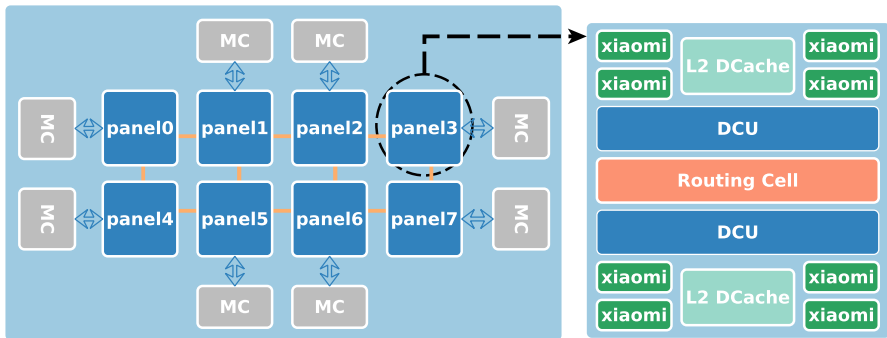 MC MC
MC panel0 panel1 panel2 panel3 MC
MC panel4 panel5 panel6 panel7 MC
MC MC
xiaomi L2 DCache xiaomi
xiaomi xiaomi
DCU
Routing Cell
DCU
xiaomi L2 DCache xiaomi
xiaomi xiaomi